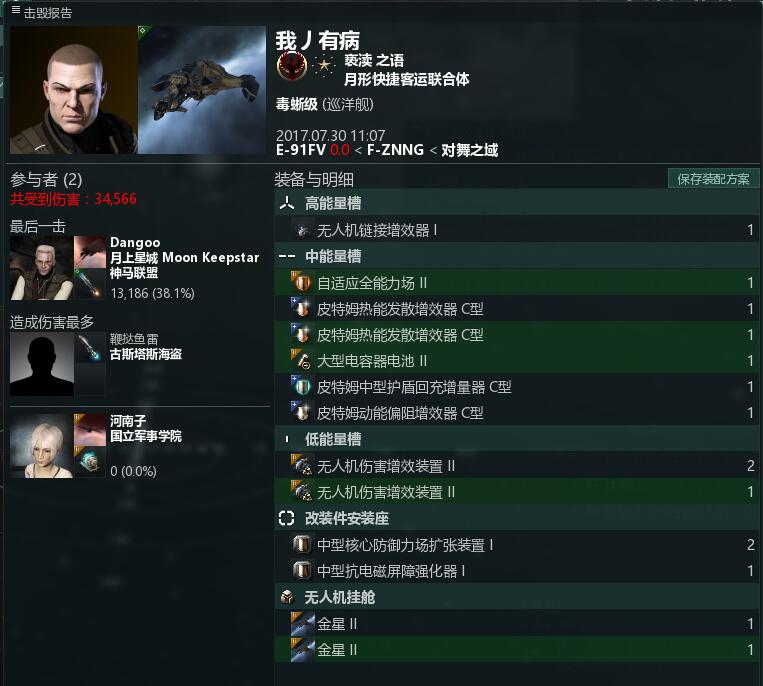 击毁报告
我丿有病
亵渎 之语
月形快捷客运联合体
毒蜥级 (巡洋舰)
2017.07.30 11:07
E-91FV 0.0 < F-ZNNG < 对舞之域
参与者 (2)
共受到伤害：34,566
最后一击
Dangoo
月上星城 Moon Keepstar
神马联盟
13,186 (38.1%)
造成伤害最多
鞭挞鱼雷
古斯塔斯海盗
河南子
国立军事学院
0 (0.0%)
装备与明细
保存装配方案
高能量槽
无人机链接增效器 I 1
中能量槽
自适应全能力场 II 1
皮特姆热能发散增效器 C型 1
皮特姆热能发散增效器 C型 1
大型电容器电池 II 1
皮特姆中型护盾回充增量器 C型 1
皮特姆动能偏阻增效器 C型 1
低能量槽
无人机伤害增效装置 II 2
无人机伤害增效装置 II 1
改装件安装座
中型核心防御力场扩张装置 I 2
中型抗电磁屏障强化器 I 1
无人机挂舱
金星 II 1
金星 II 1